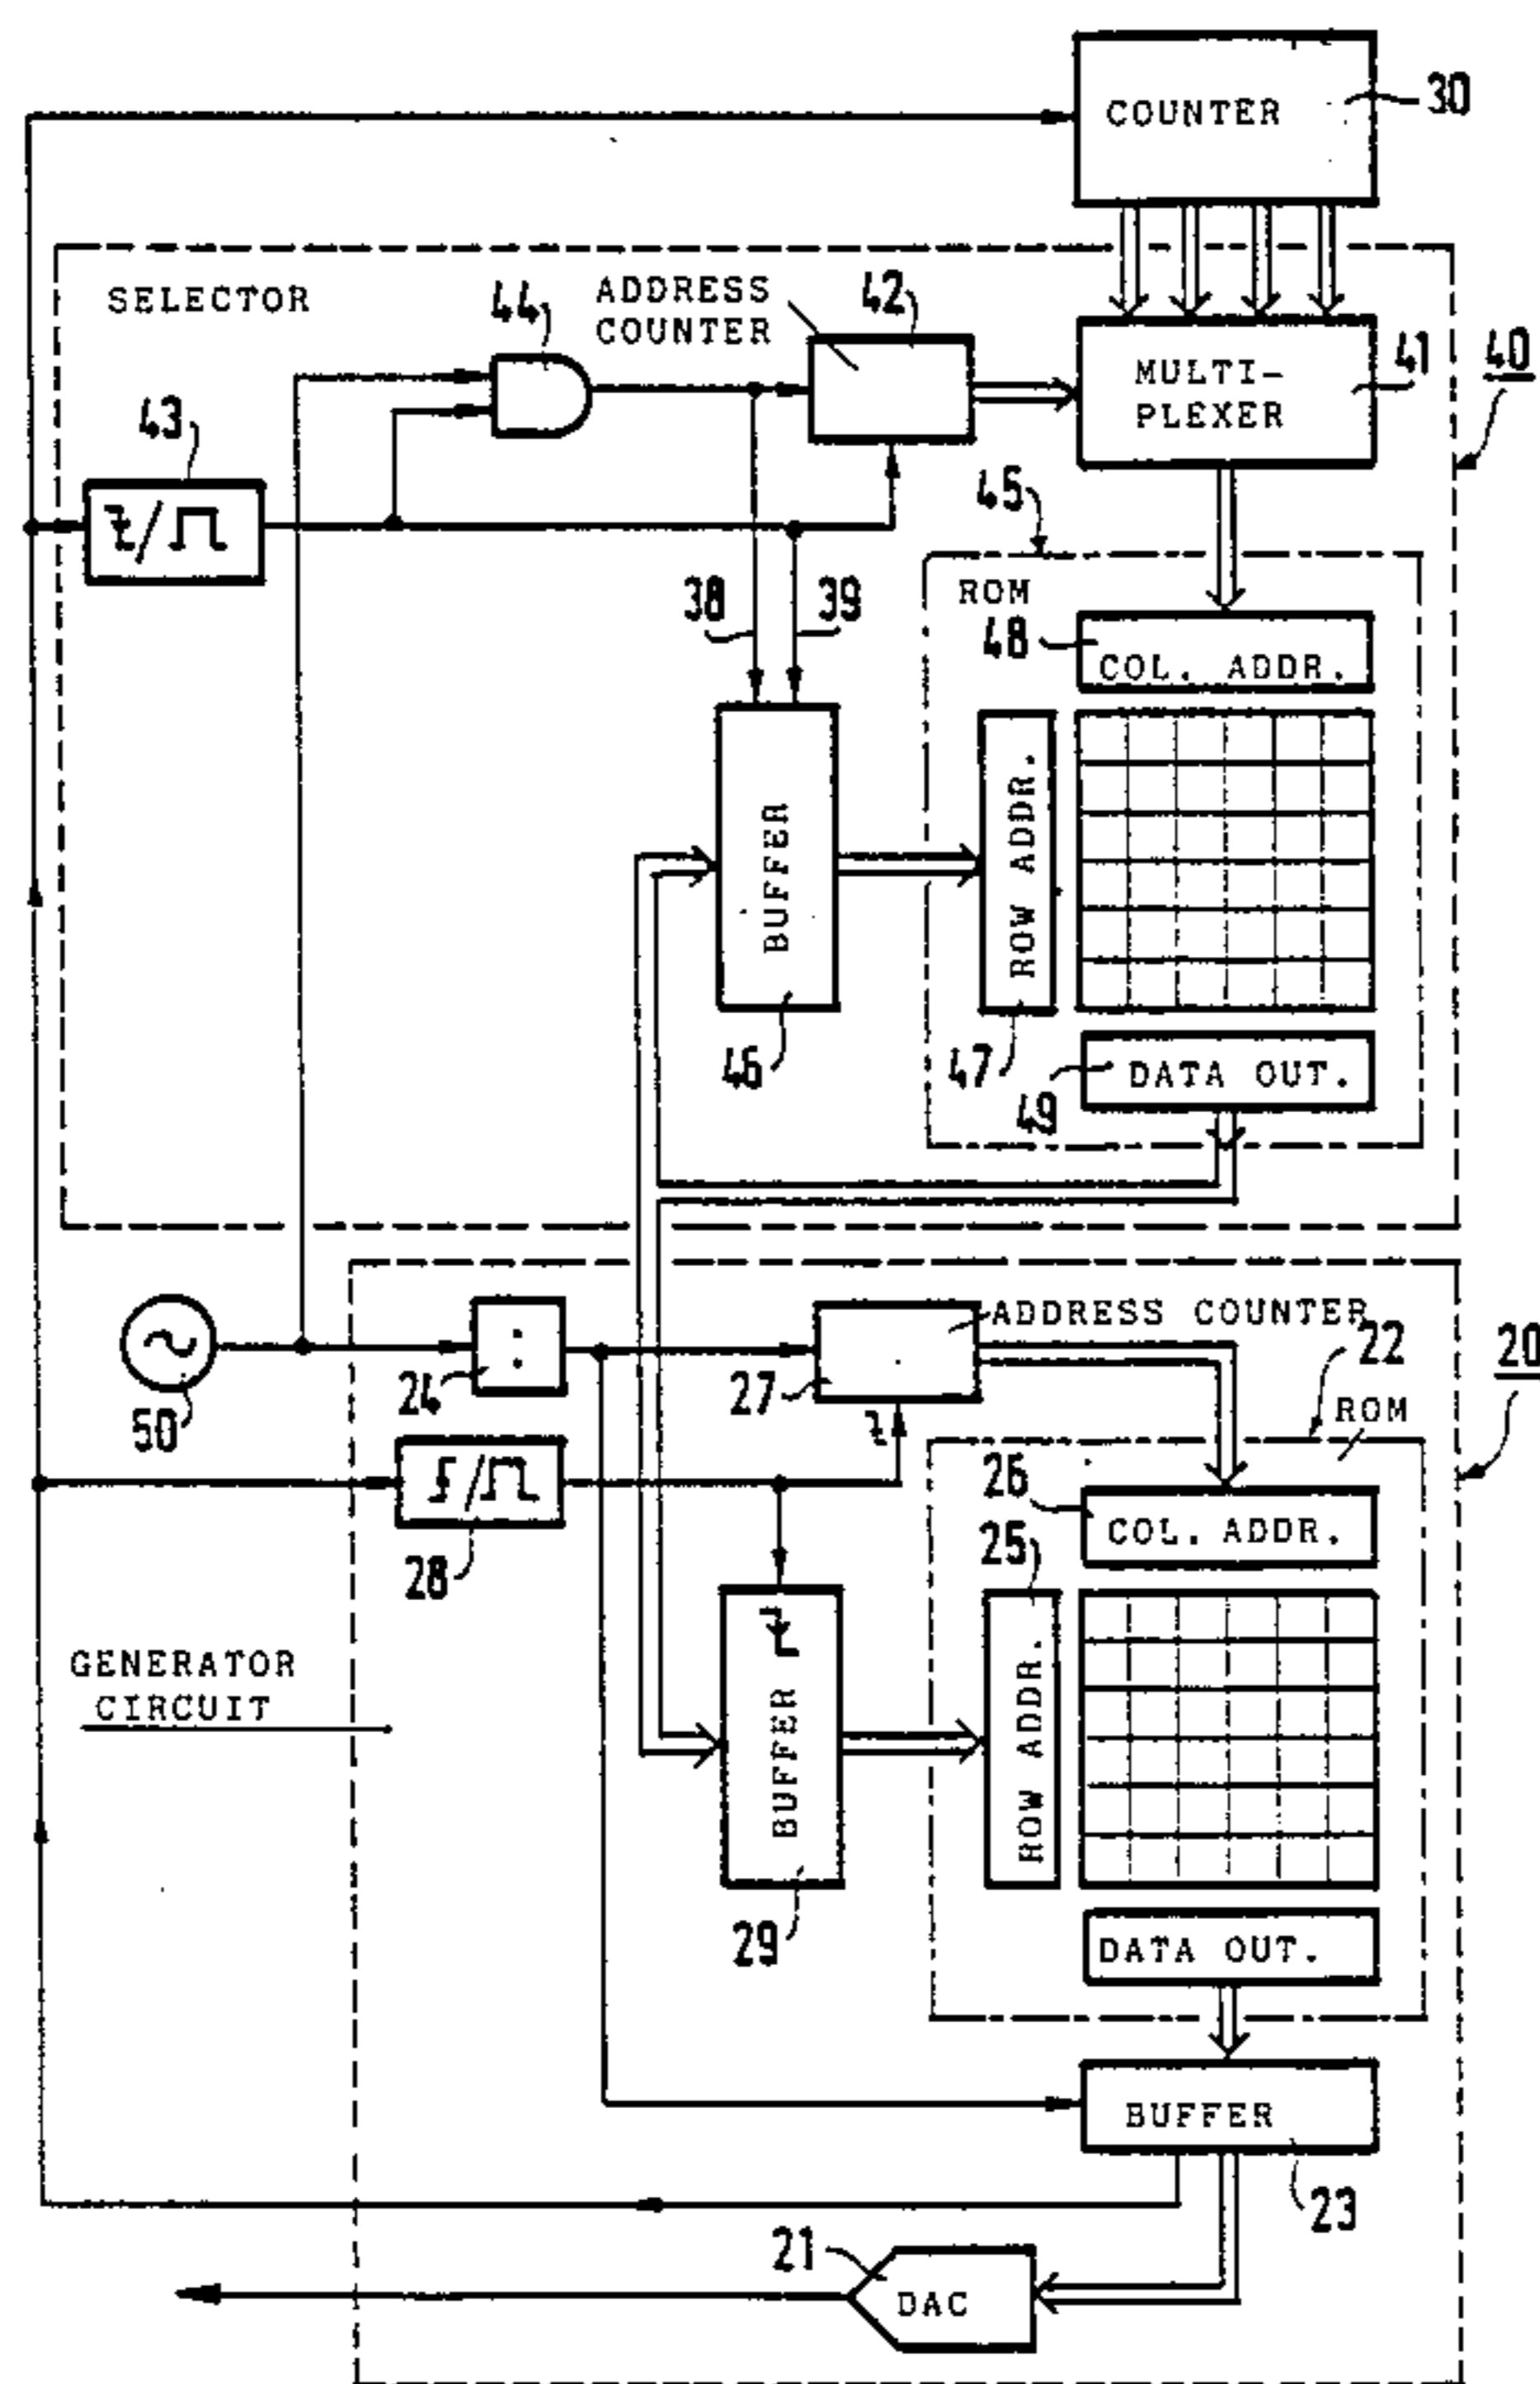 COUNTER
30
SELECTOR
44
ADDRESS
COUNTER
42
MULTI-
PLEXER
41
40
43
45
ROM
38
39
48
COL. ADDR.
BUFFER
ROW ADDR.
46
47
DATA OUT.
49
ADDRESS COUNTER
24
27
22
20
50
ROM
26
COL. ADDR.
28
25
GENERATOR
CIRCUIT
BUFFER
ROW ADDR.
29
DATA OUT.
BUFFER
23
21
DAC